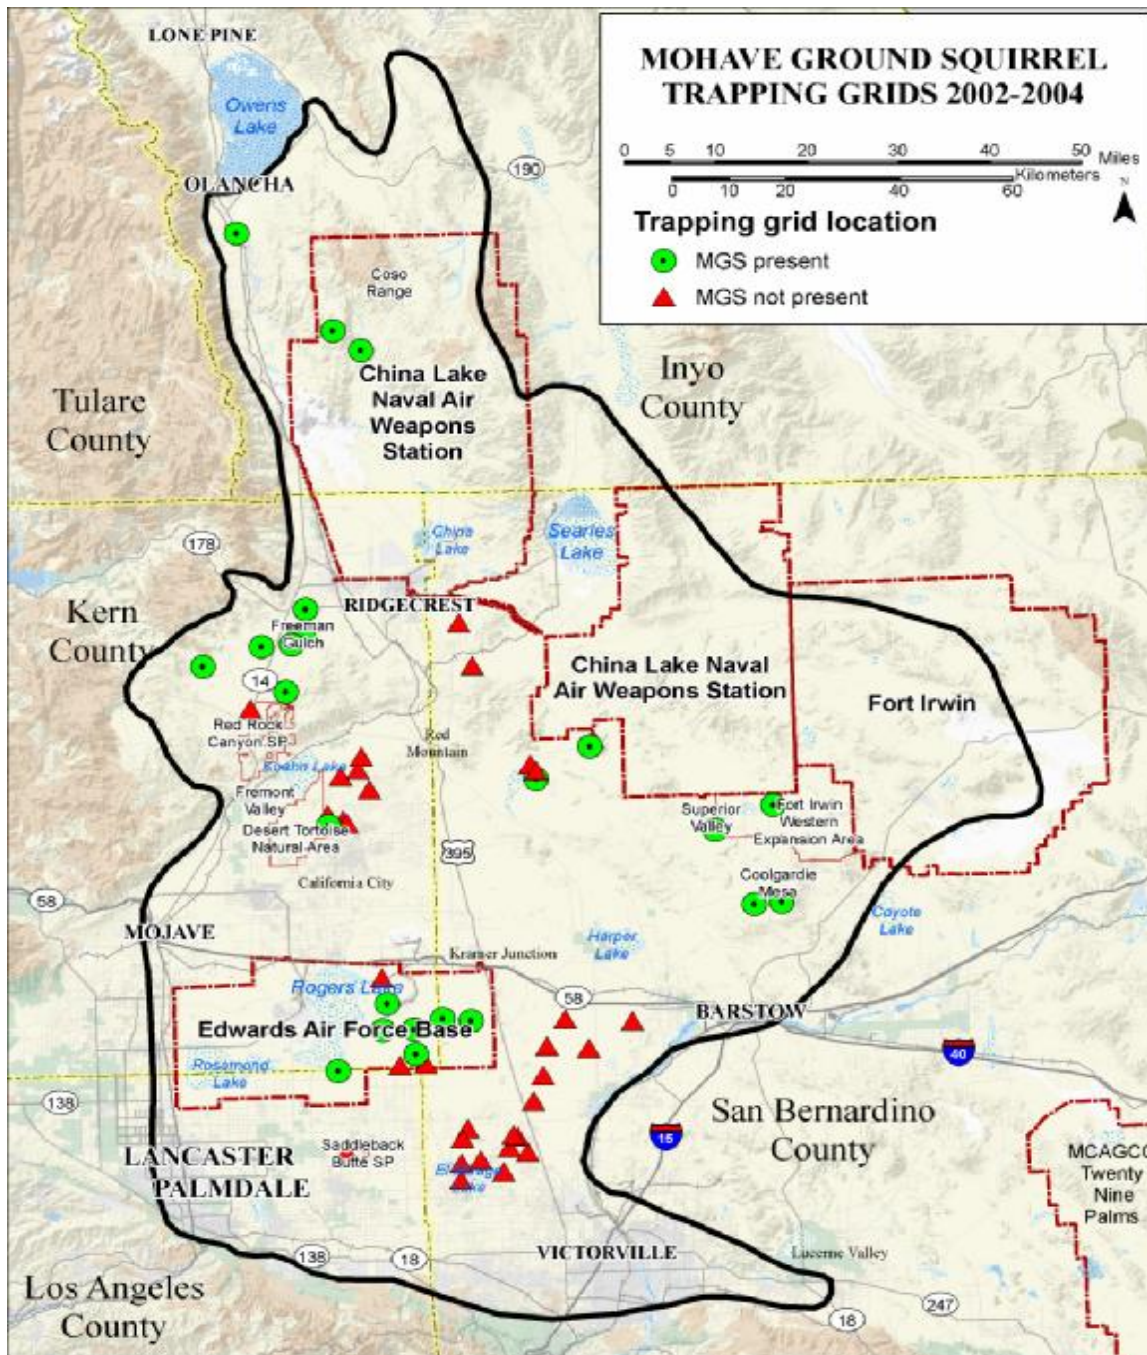 LONE PINE
MOHAVE GROUND SQUIRREL
TRAPPING GRIDS 2002-2004
0 5 10 20 30 40 50 Miles
Kilometers
0 10 20 40 60
N
Trapping grid location
MGS present
MGS not present
Owens
Lake
190
OLANCHA
Coso
Range
China Lake
Naval Air
Weapons
Station
Inyo
County
Tulare
County
178
China
Lake
Searles
Lake
RIDGECREST
Kern
County
Freeman
Gulch
14
China Lake Naval
Air Weapons Station
Fort Irwin
Red Rock
Canyon SP
Red
Mountain
Koehn Lake
Fremont
Valley
Desert Tortoise
Natural Area
Superior
Valley
Fort Irwin
Western
Expansion Area
395
California City
Coolgardie
Mesa
58
MOJAVE
Coyote
Lake
Harper
Lake
Kramer Junction
Rogers Lake
58
BARSTOW
Edwards Air Force Base
40
Rosamond
Lake
138
San Bernardino
County
15
Saddleback
Butte SP
LANCASTER
PALMDALE
Lake
MCAGCC
Twenty
Nine
Palms
138
18
VICTORVILLE
Lucerne Valley
Los Angeles
County
247
18